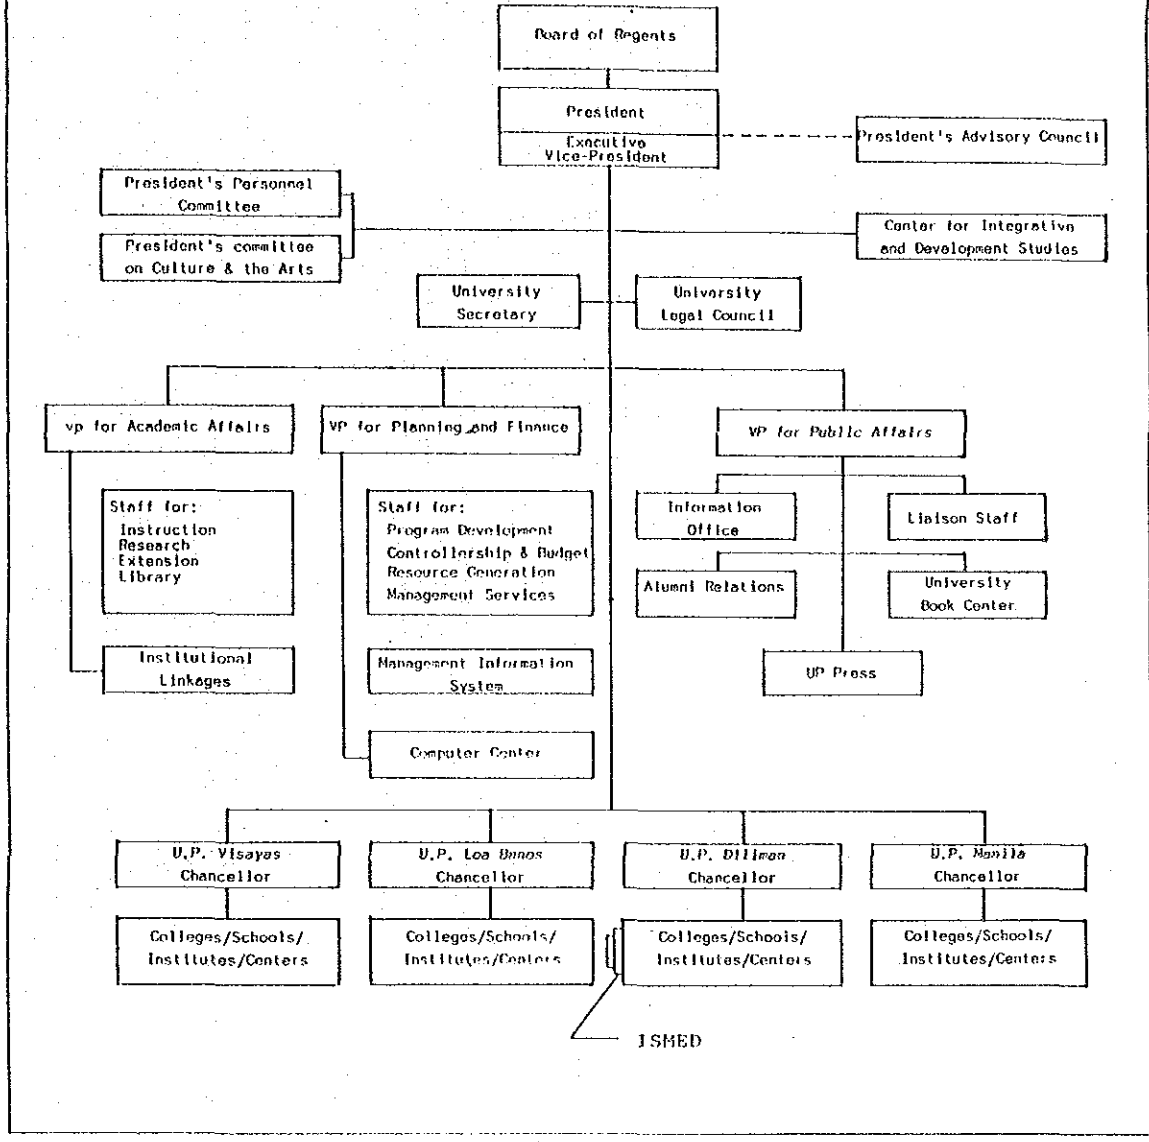 Board of Regents
President
Executive
Vice-President
President's Advisory Council
President's Personnel
Committee
President's committee
on Culture & the Arts
Center for Integrative
and Development Studies
University
Secretary
University
Legal Council
vp for Academic Affairs
VP for Planning and Finance
VP for Public Affairs
Staff for:
Instruction
Research
Extension
Library
Institutional
Linkages
Staff for:
Program Development
Controllership & Budget
Resource Generation
Management Services
Management Information
System
Computer Center
Information
Office
Liaison Staff
Alumni Relations
University
Book Center
UP Press
U.P. Visayas
Chancellor
U.P. Loa Banos
Chancellor
U.P. Diliman
Chancellor
U.P. Manila
Chancellor
Colleges/Schools/
Institutes/Centers
Colleges/Schools/
Institutes/Centers
Colleges/Schools/
Institutes/Centers
Colleges/Schools/
Institutes/Centers
ISMED